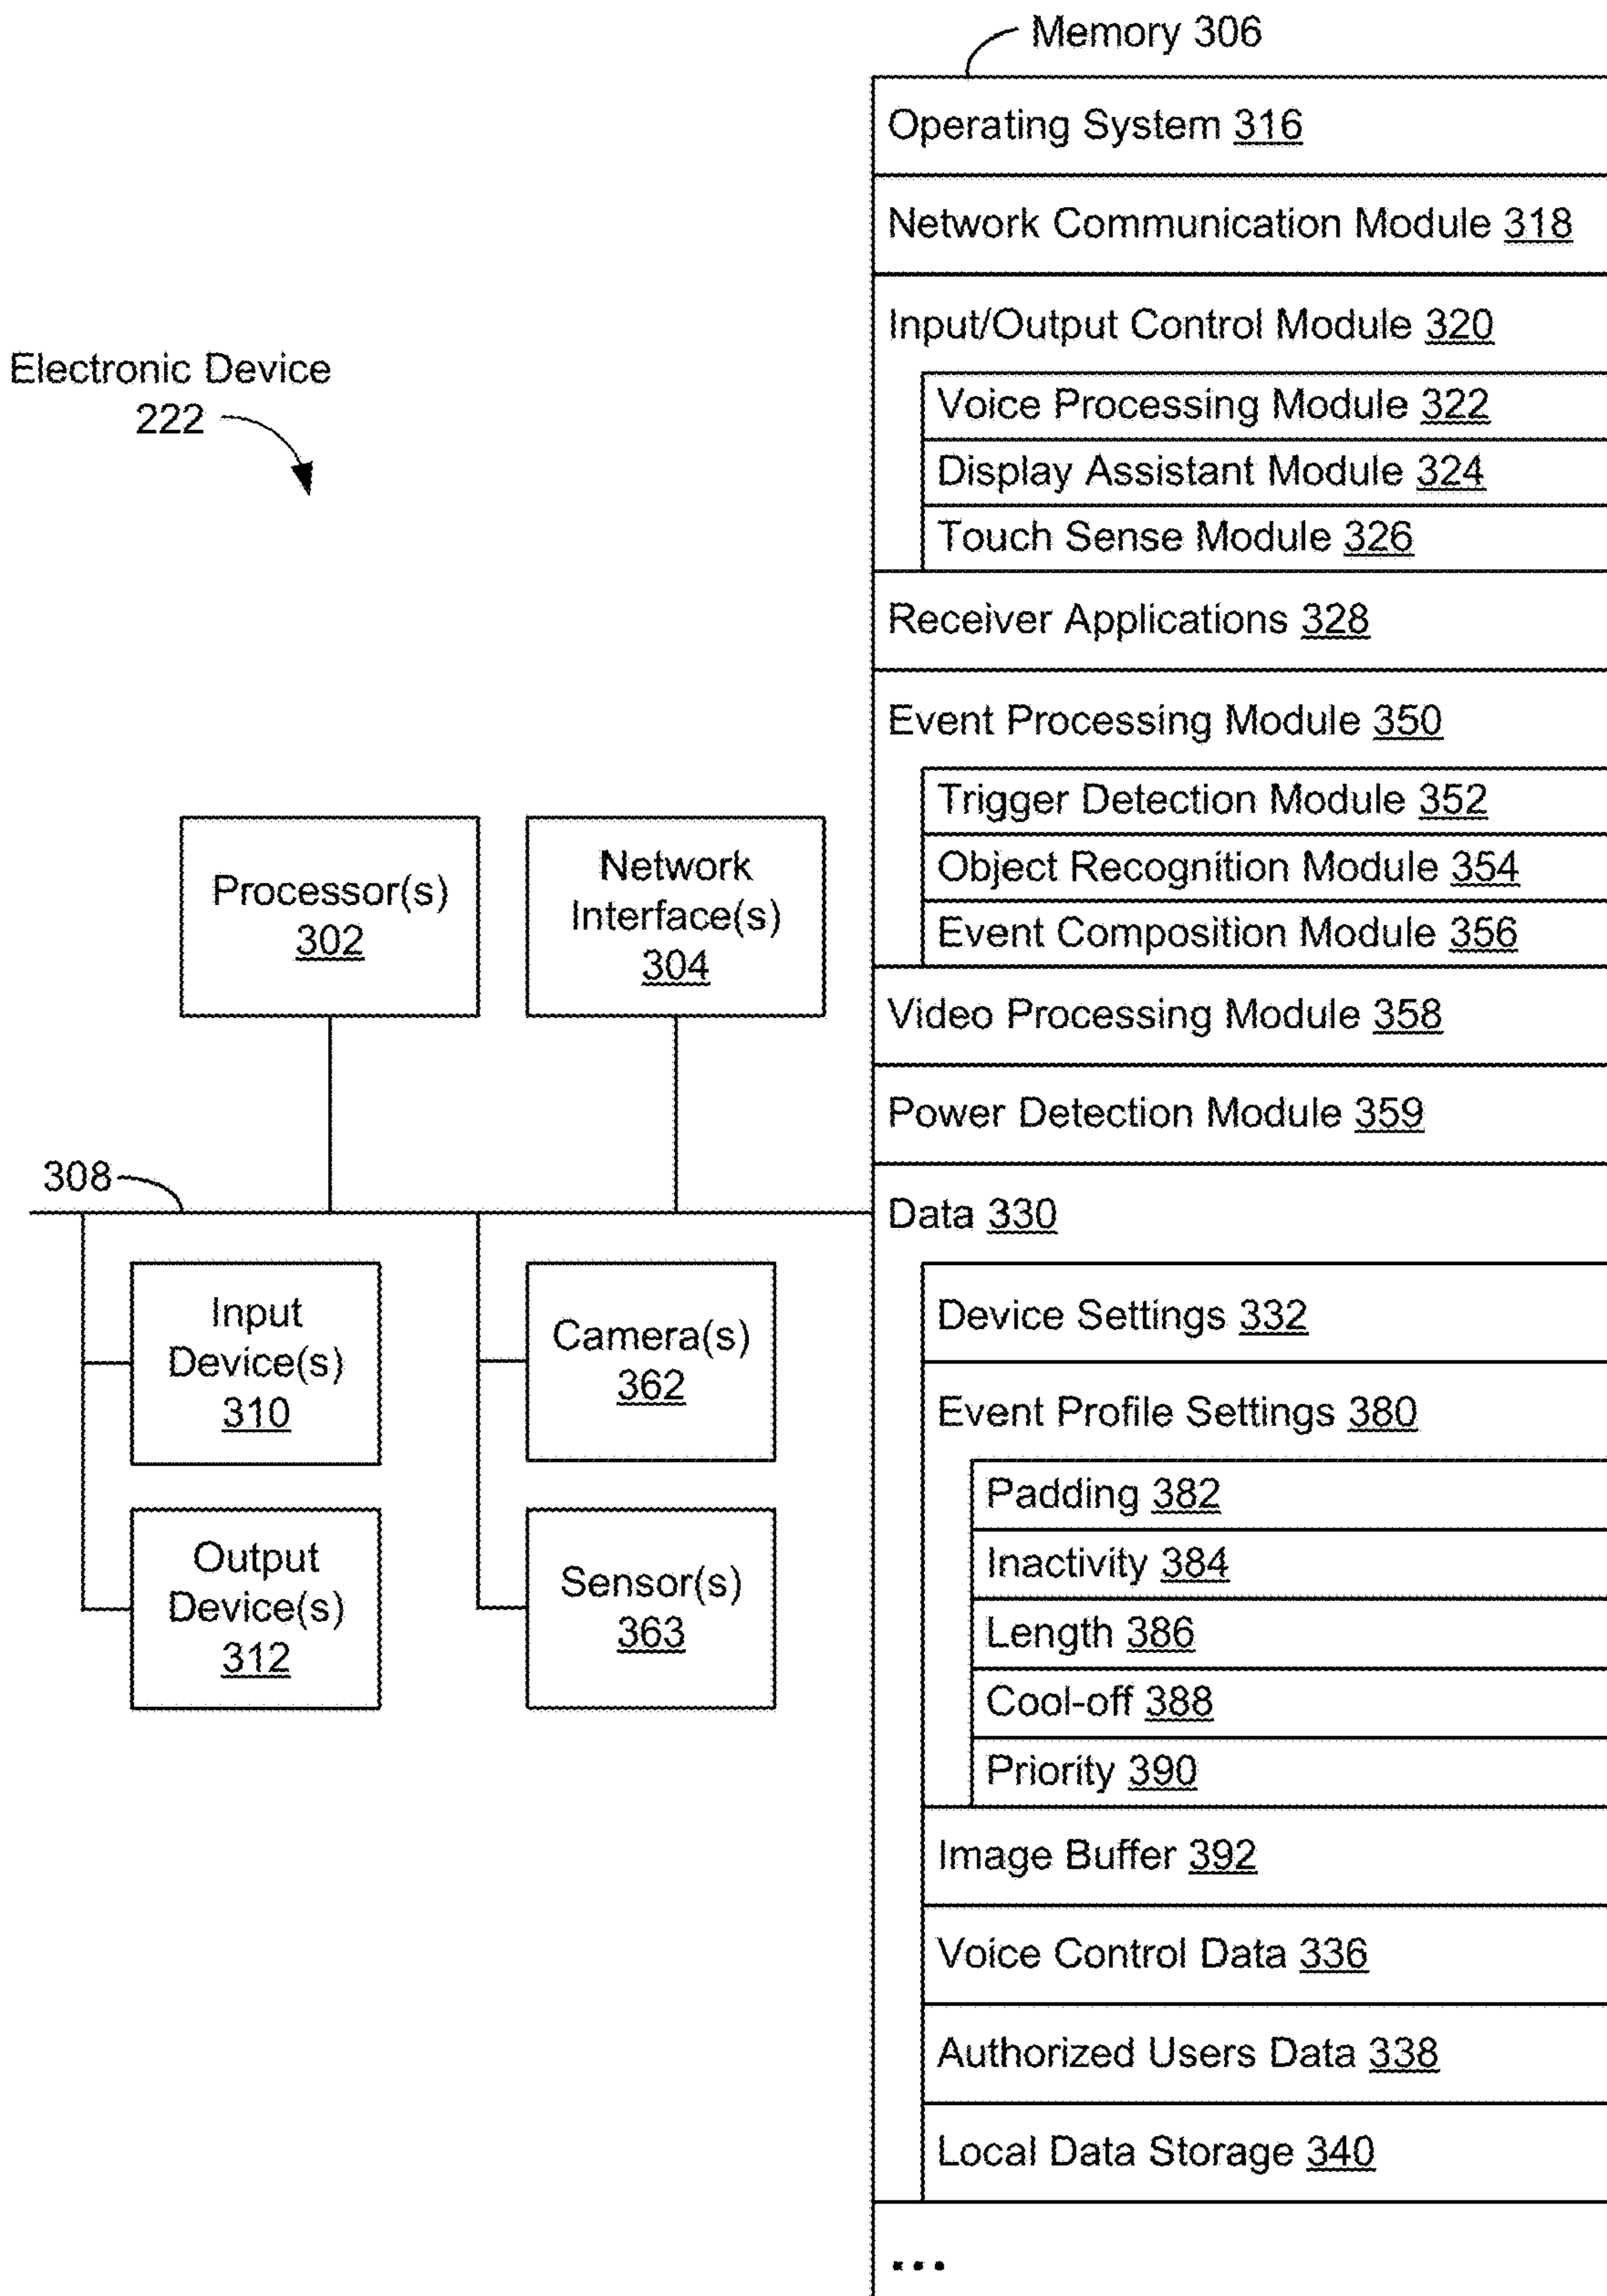 Memory 306
Operating System 316
Network Communication Module 318
Input/Output Control Module 320
Voice Processing Module 322
Display Assistant Module 324
Touch Sense Module 326
Receiver Applications 328
Event Processing Module 350
Trigger Detection Module 352
Object Recognition Module 354
Event Composition Module 356
Video Processing Module 358
Power Detection Module 359
Data 330
Device Settings 332
Event Profile Settings 380
Padding 382
Inactivity 384
Length 386
Cool-off 388
Priority 390
Image Buffer 392
Voice Control Data 336
Authorized Users Data 338
Local Data Storage 340
...
Electronic Device
222
Processor(s)
302
Network
Interface(s)
304
308
Input
Device(s)
310
Camera(s)
362
Output
Device(s)
312
Sensor(s)
363